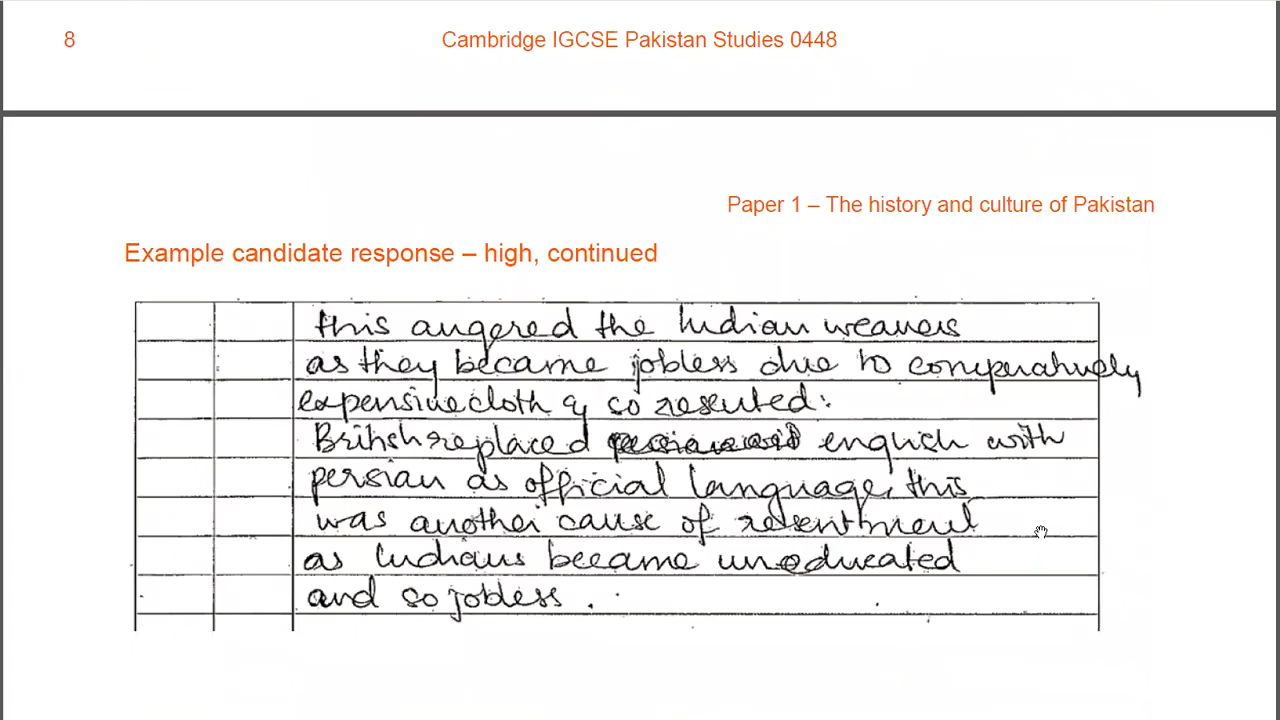 8
Cambridge IGCSE Pakistan Studies 0448
Paper 1 – The history and culture of Pakistan
Example candidate response – high, continued
this angered the Indian weavers
as they became jobless due to comperatively
expensive cloth & so resented.
British replaced english with
persian as official language, this
was another cause of resentment
as Indians became uneducated
and so jobless.